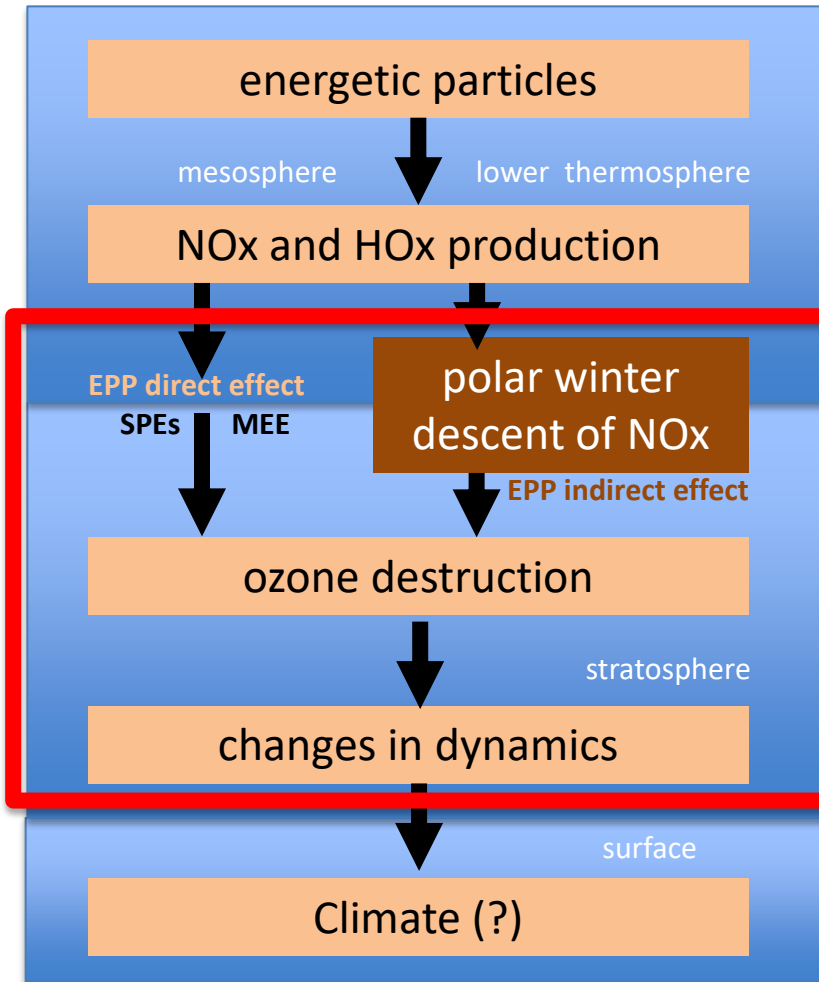 energetic particles
mesosphere lower thermosphere
NOx and HOx production
EPP direct effect
SPEs MEE
polar winter
descent of NOx
EPP indirect effect
ozone destruction
stratosphere
changes in dynamics
surface
Climate (?)